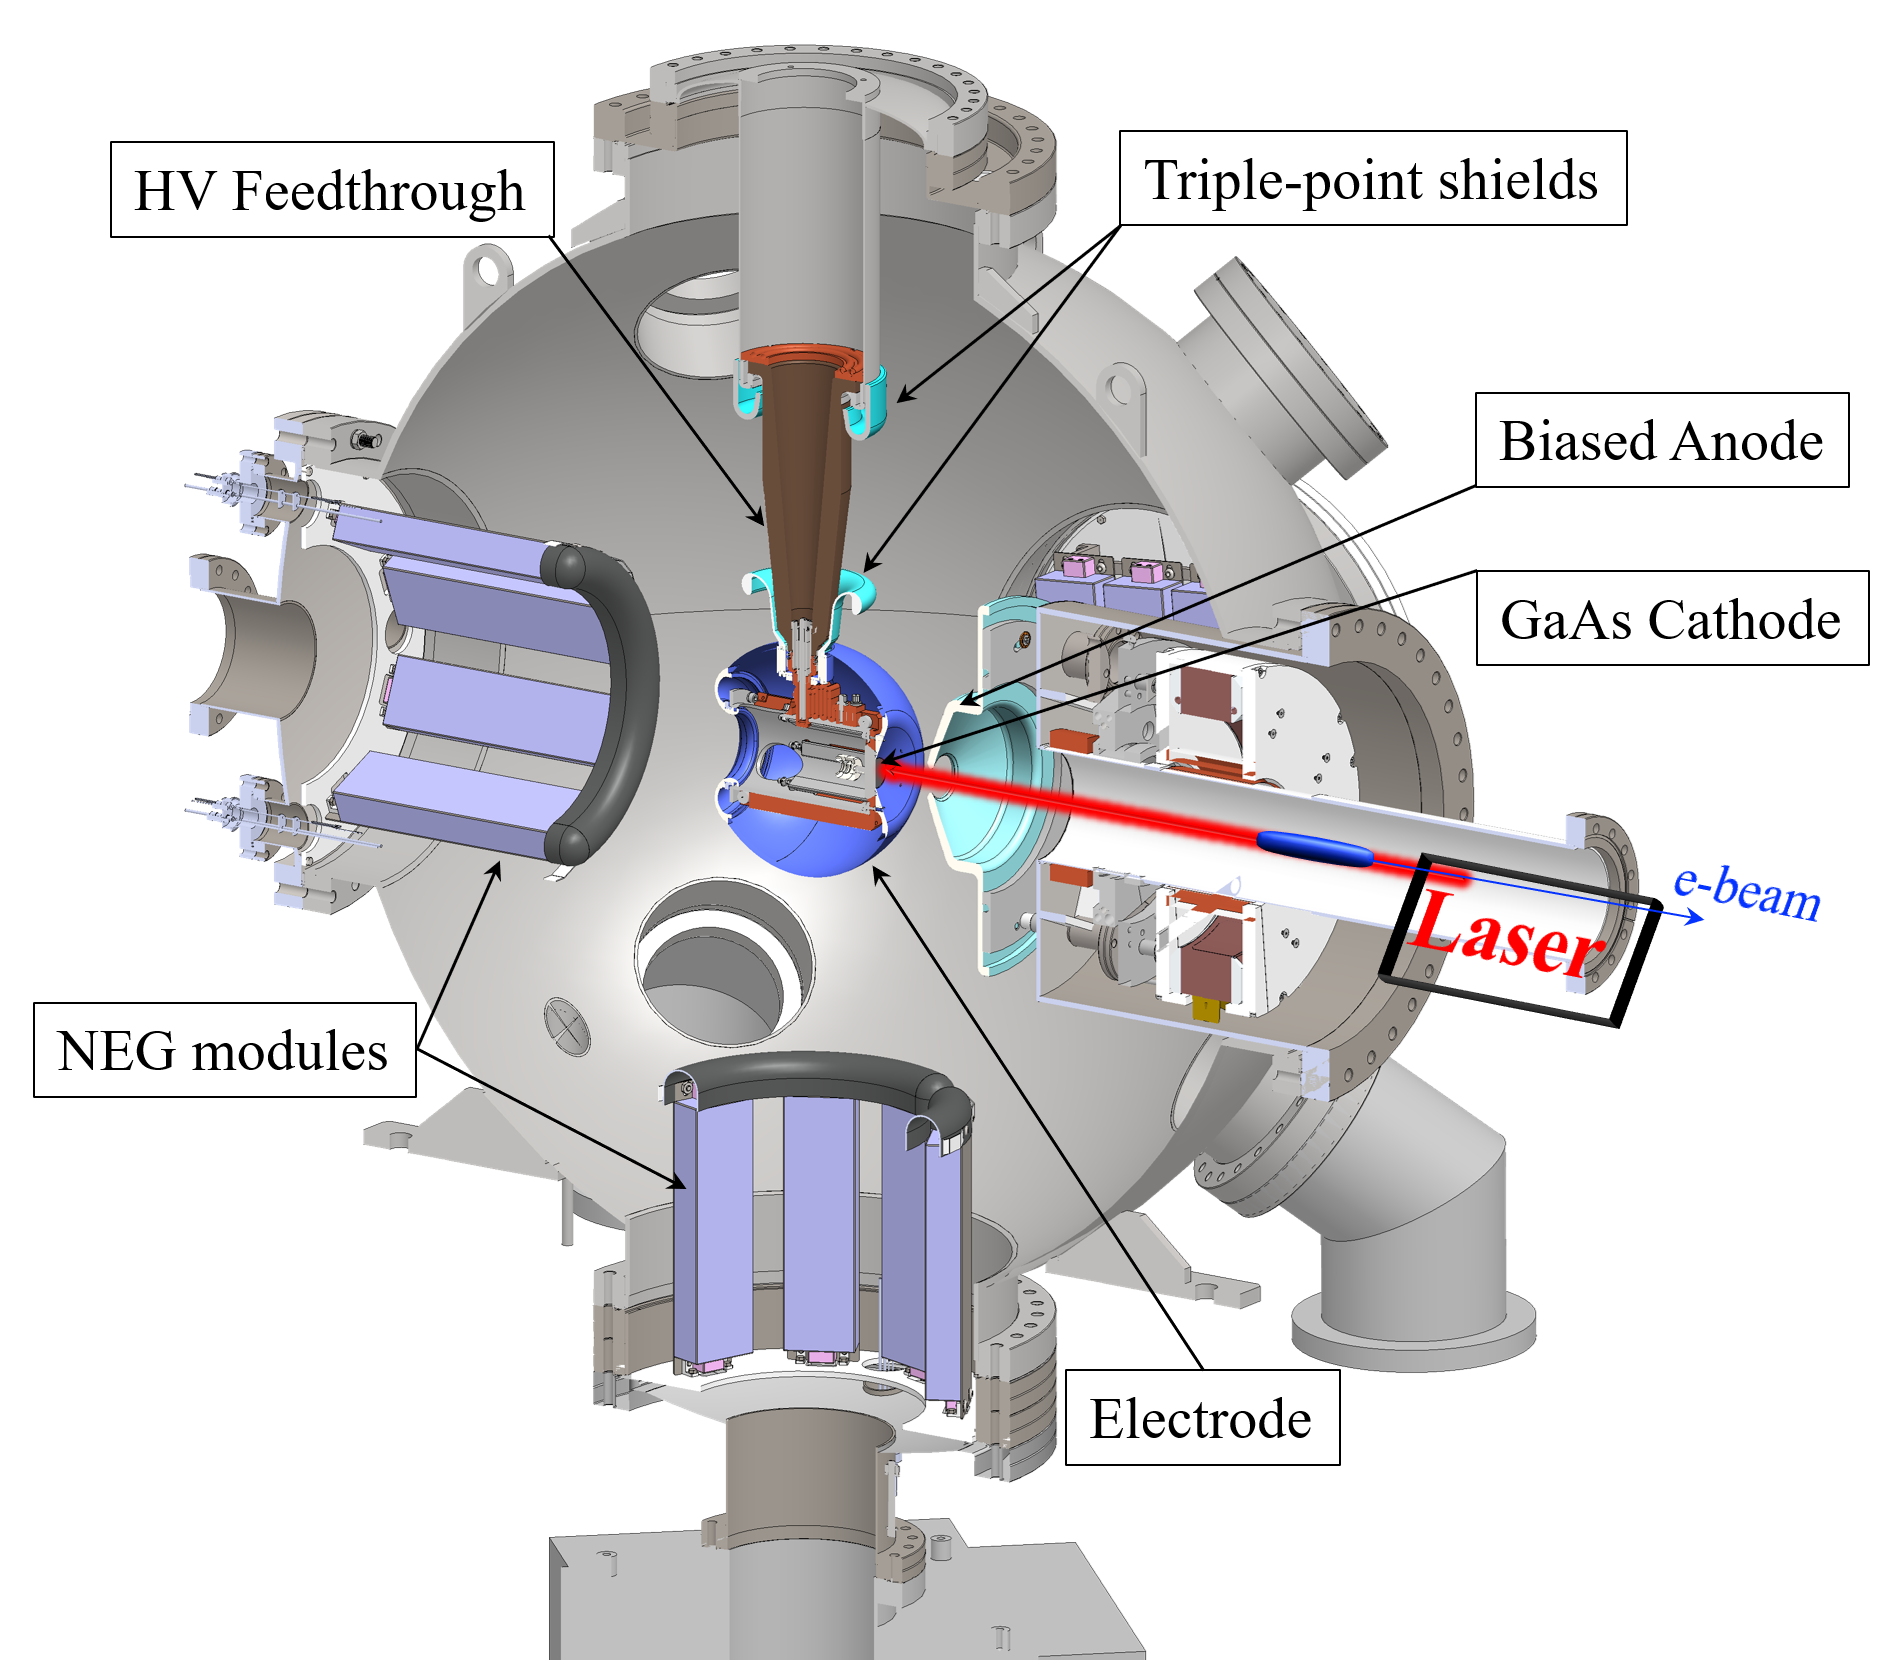 HV Feedthrough
Triple-point shields
Biased Anode
GaAs Cathode
e-beam
Laser
NEG modules
Electrode